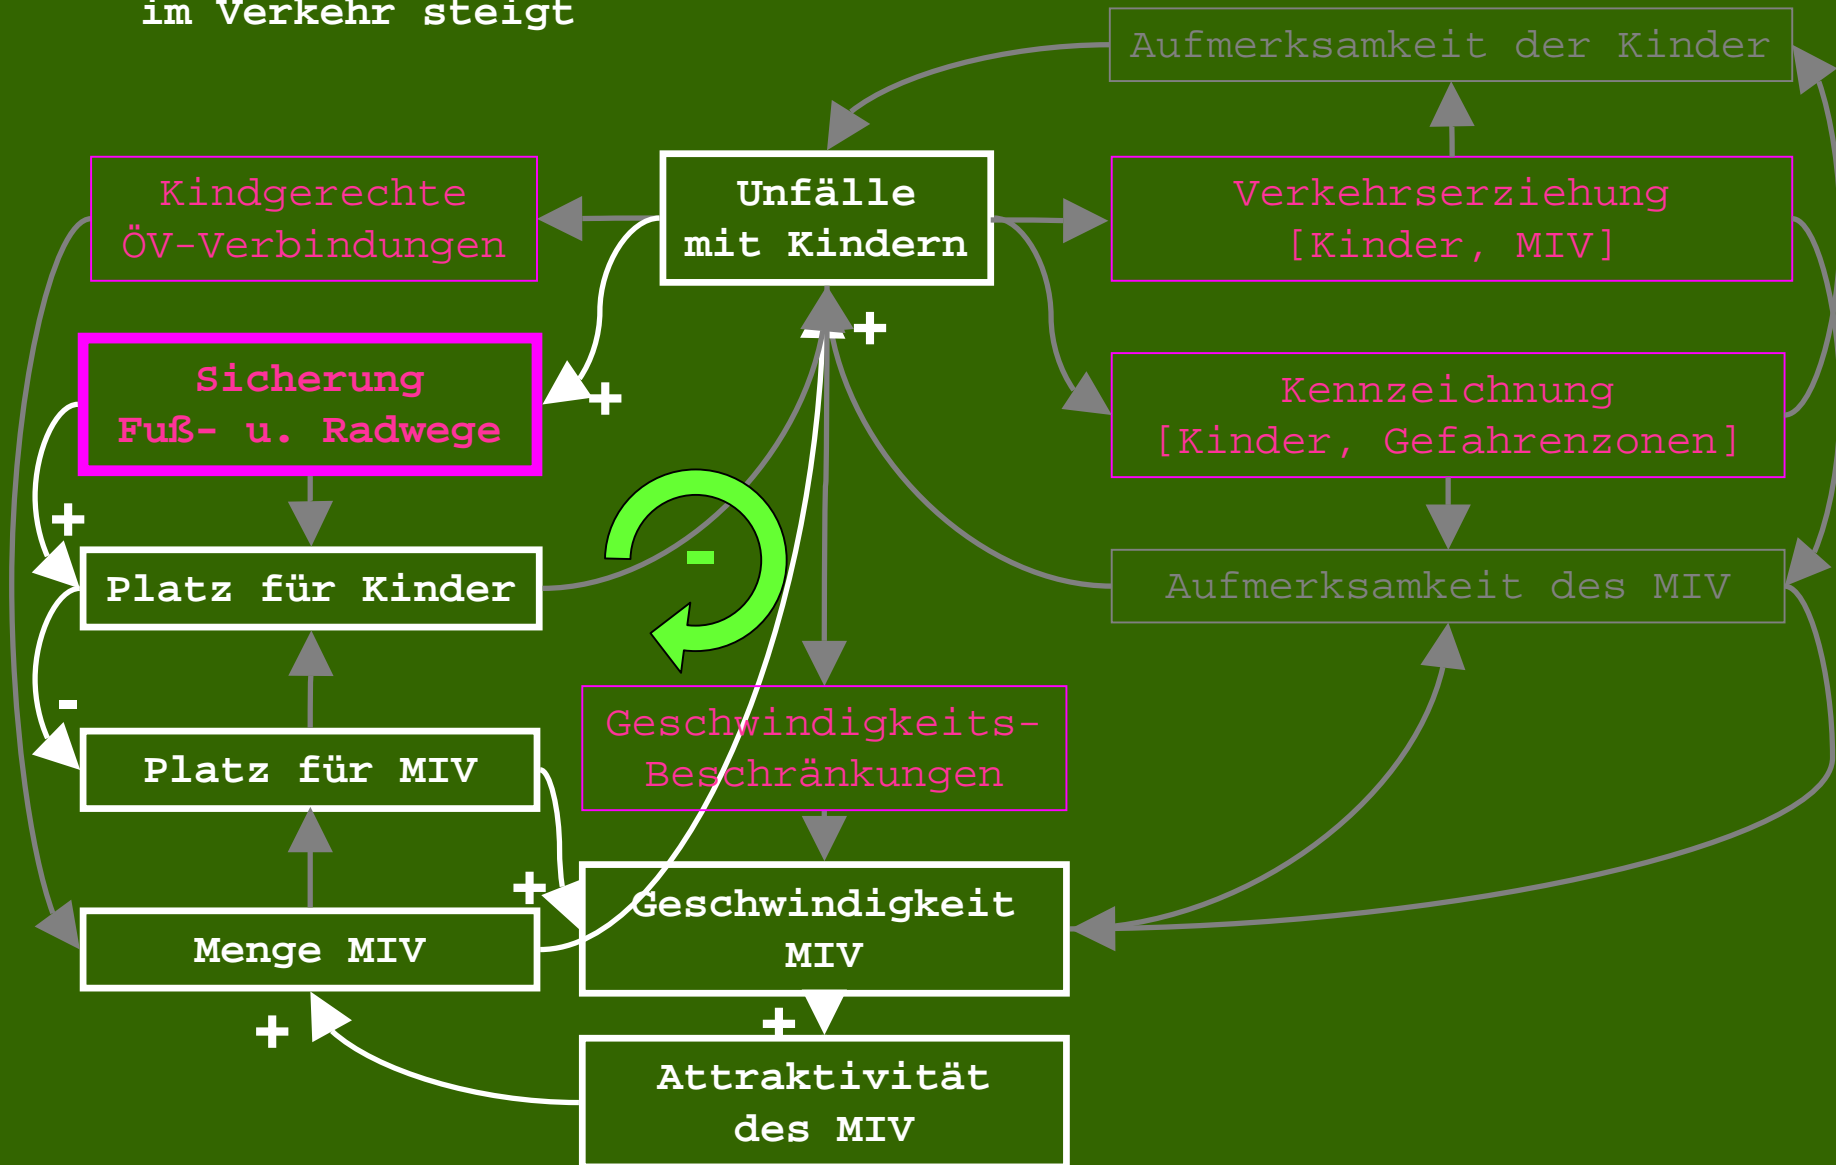 im Verkehr steigt
Aufmerksamkeit der Kinder
Kindgerechte
ÖV-Verbindungen
Unfälle
mit Kindern
Verkehrserziehung
[Kinder, MIV]
+
Sicherung
Fuß- u. Radwege
+
Kennzeichnung
[Kinder, Gefahrenzonen]
+
-
Platz für Kinder
Aufmerksamkeit des MIV
-
Platz für MIV
Geschwindigkeits-
Beschränkungen
+
Geschwindigkeit
MIV
Menge MIV
+
+
Attraktivität
des MIV